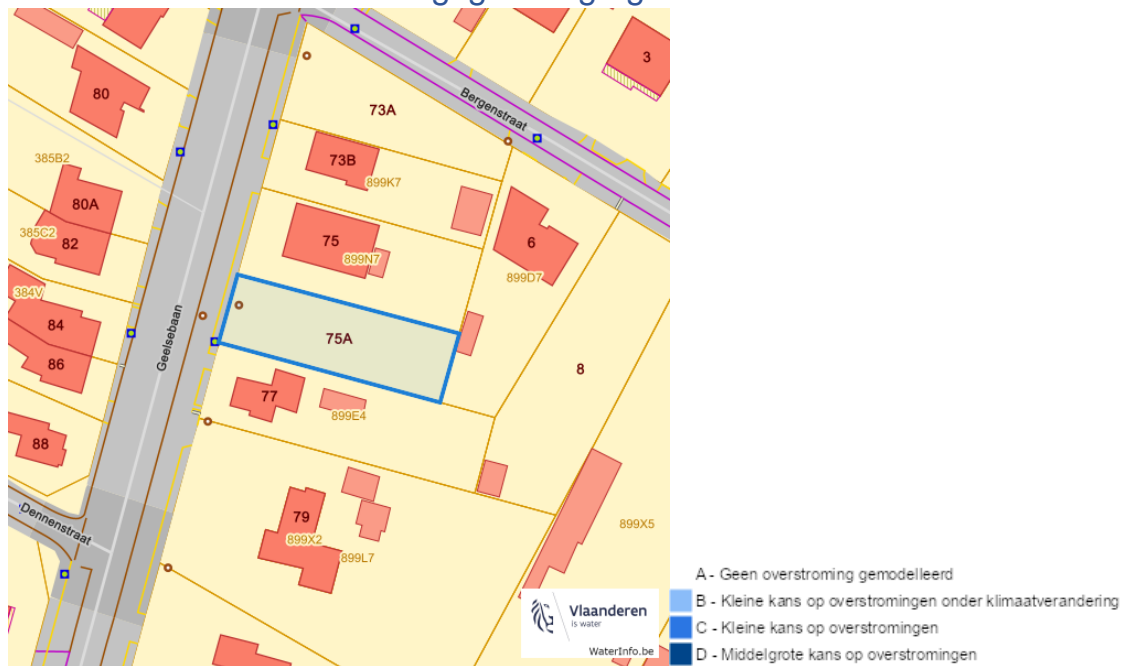 3
80
Bergenstraat
73A
385B2
73B
899K7
80A
385C2
82
75
899N7
6
899D7
384V
84
Geelsebaan
75A
86
8
77
899E4
88
Dennenstraat
79
899X2
899L7
899X5
Vlaanderen
is water
WaterInfo.be
A - Geen overstroming gemodelleerd
B - Kleine kans op overstromingen onder klimaatverandering
C - Kleine kans op overstromingen
D - Middelgrote kans op overstromingen